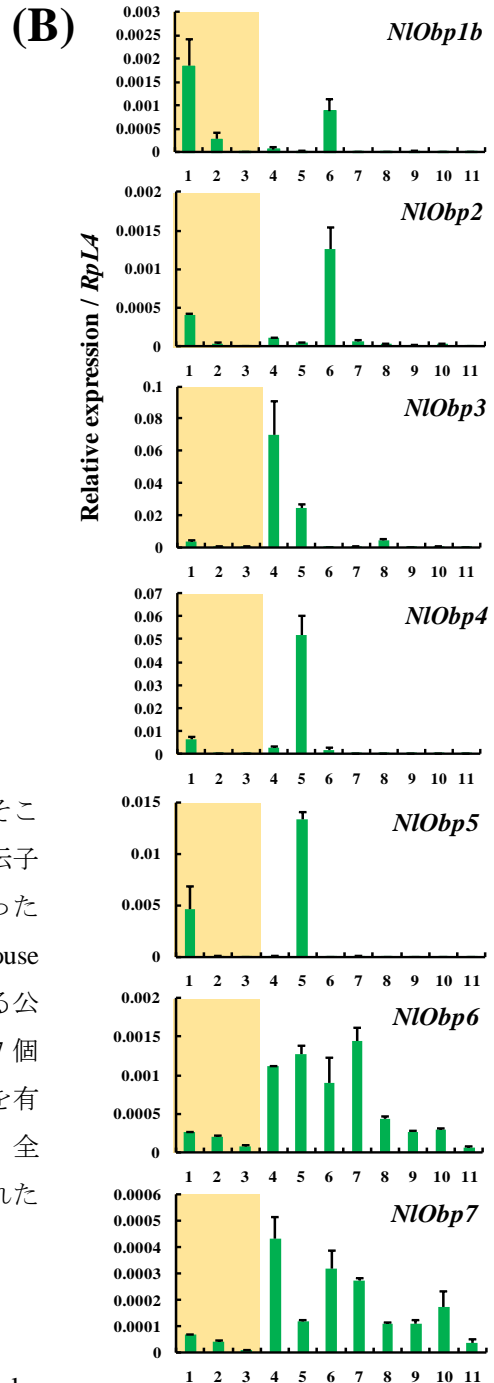 (B)
Relative expression / RpL4
NlObp1b
0.003
0.0025
0.002
0.0015
0.001
0.0005
0
1 2 3 4 5 6 7 8 9 10 11
NlObp2
0.002
0.0015
0.001
0.0005
0
1 2 3 4 5 6 7 8 9 10 11
NlObp3
0.1
0.08
0.06
0.04
0.02
0
1 2 3 4 5 6 7 8 9 10 11
NlObp4
0.07
0.06
0.05
0.04
0.03
0.02
0.01
0
1 2 3 4 5 6 7 8 9 10 11
NlObp5
0.015
0.01
0.005
0
1 2 3 4 5 6 7 8 9 10 11
NlObp6
0.002
0.0015
0.001
0.0005
0
1 2 3 4 5 6 7 8 9 10 11
NlObp7
0.0006
0.0005
0.0004
0.0003
0.0002
0.0001
0
1 2 3 4 5 6 7 8 9 10 11
そこ
伝子
った
ouse
る公
7 個
を有
全
れた